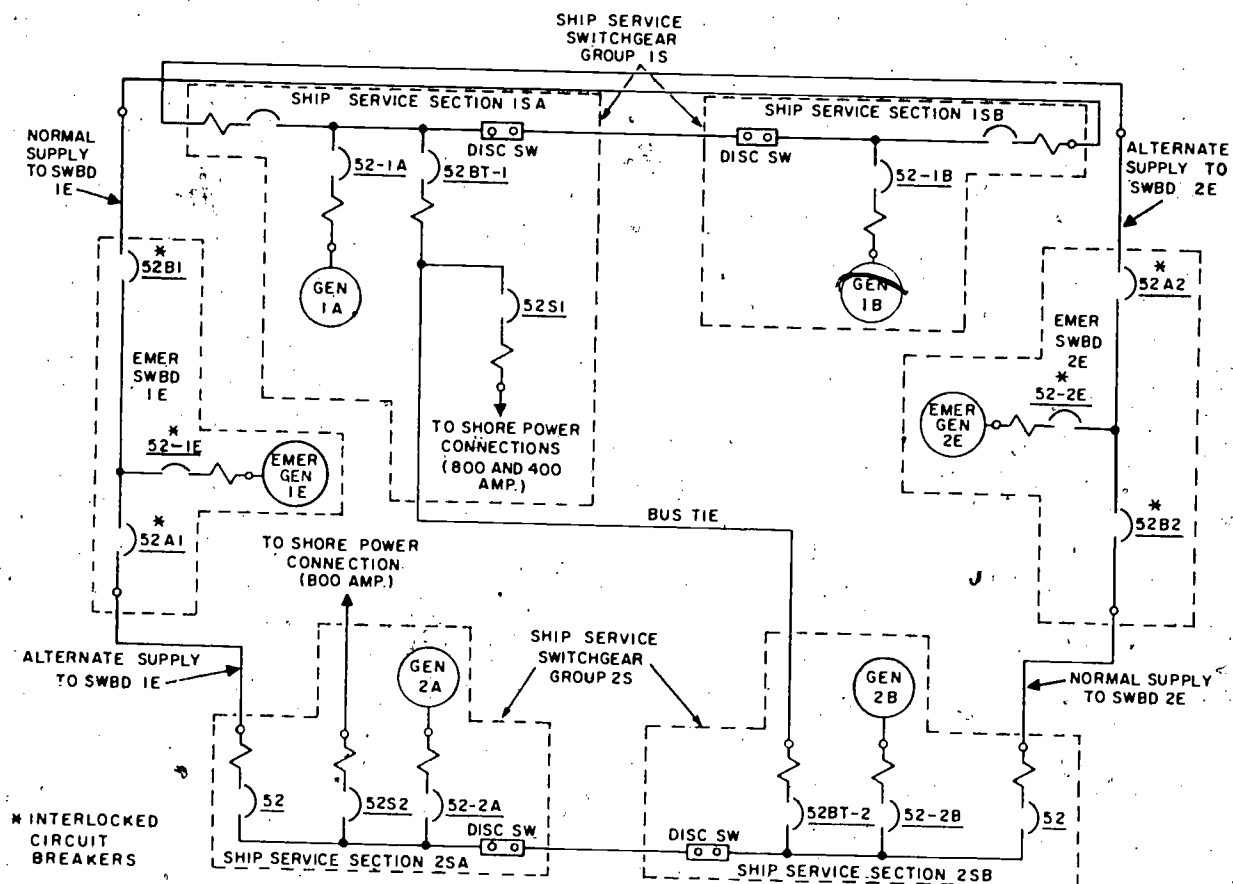 SHIP SERVICE
SWITCHGEAR
GROUP 1S
SHIP SERVICE SECTION 1SA
SHIP SERVICE SECTION 1SB
NORMAL
SUPPLY
TO SWBD
1E
DISC SW
DISC SW
52-1A
52BT-1
52-1B
ALTERNATE
SUPPLY TO
SWBD 2E
*
52B1
GEN
1A
52S1
GEN
1B
*
52A2
EMER
SWBD
1E
EMER
SWBD
2E
*
52-1E
EMER
GEN
1E
TO SHORE POWER
CONNECTIONS
(800 AND 400
AMP.)
EMER
GEN
2E
*
52-2E
*
52A1
BUS TIE
*
52B2
TO SHORE POWER
CONNECTION
(800 AMP.)
ALTERNATE SUPPLY
TO SWBD 1E
GEN
2A
SHIP SERVICE
SWITCHGEAR
GROUP 2S
GEN
2B
NORMAL SUPPLY
TO SWBD 2E
52
52S2
52-2A
52BT-2
52-2B
52
* INTERLOCKED
CIRCUIT
BREAKERS
DISC SW
DISC SW
SHIP SERVICE SECTION 2SA
SHIP SERVICE SECTION 2SB